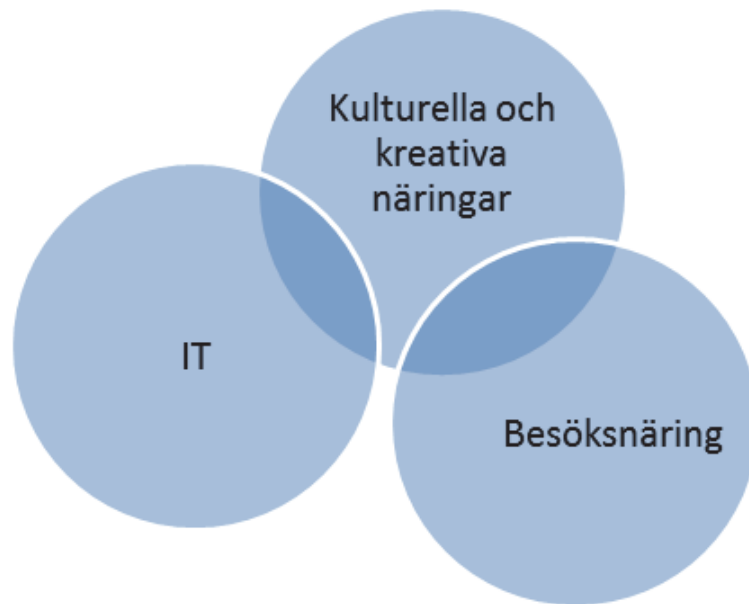 Kulturella och
kreativa
näringar
IT
Besöksnäring